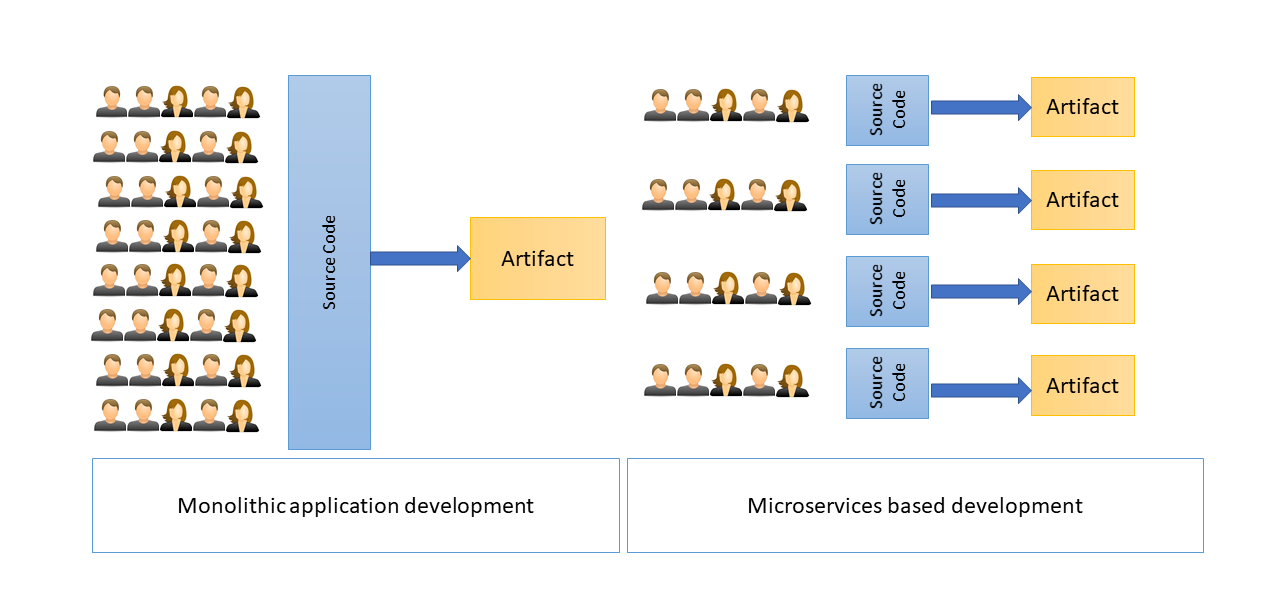 Source Code
Artifact
Source
Code
Artifact
Source
Code
Artifact
Source
Code
Artifact
Source
Code
Artifact
Monolithic application development
Microservices based development